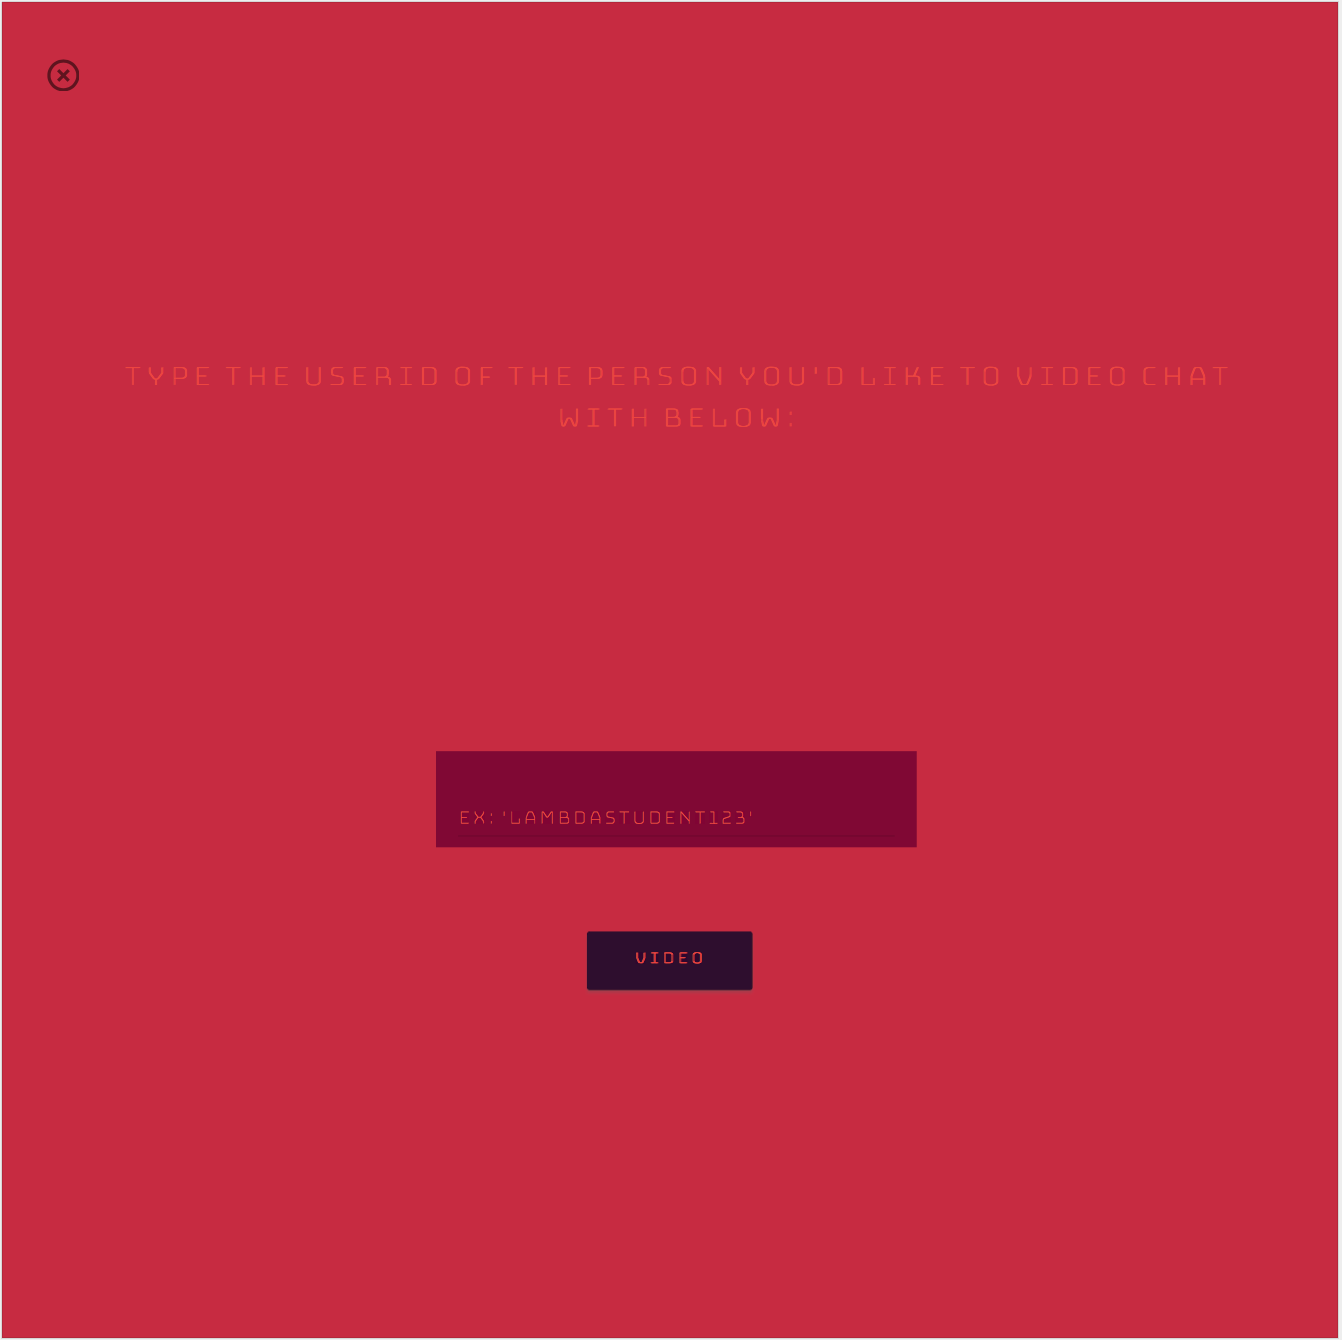 TYPE THE USERID OF THE PERSON YOU'D LIKE TO VIDEO CHAT
WITH BELOW:
EX: 'LAMBDASTUDENT123'
VIDEO